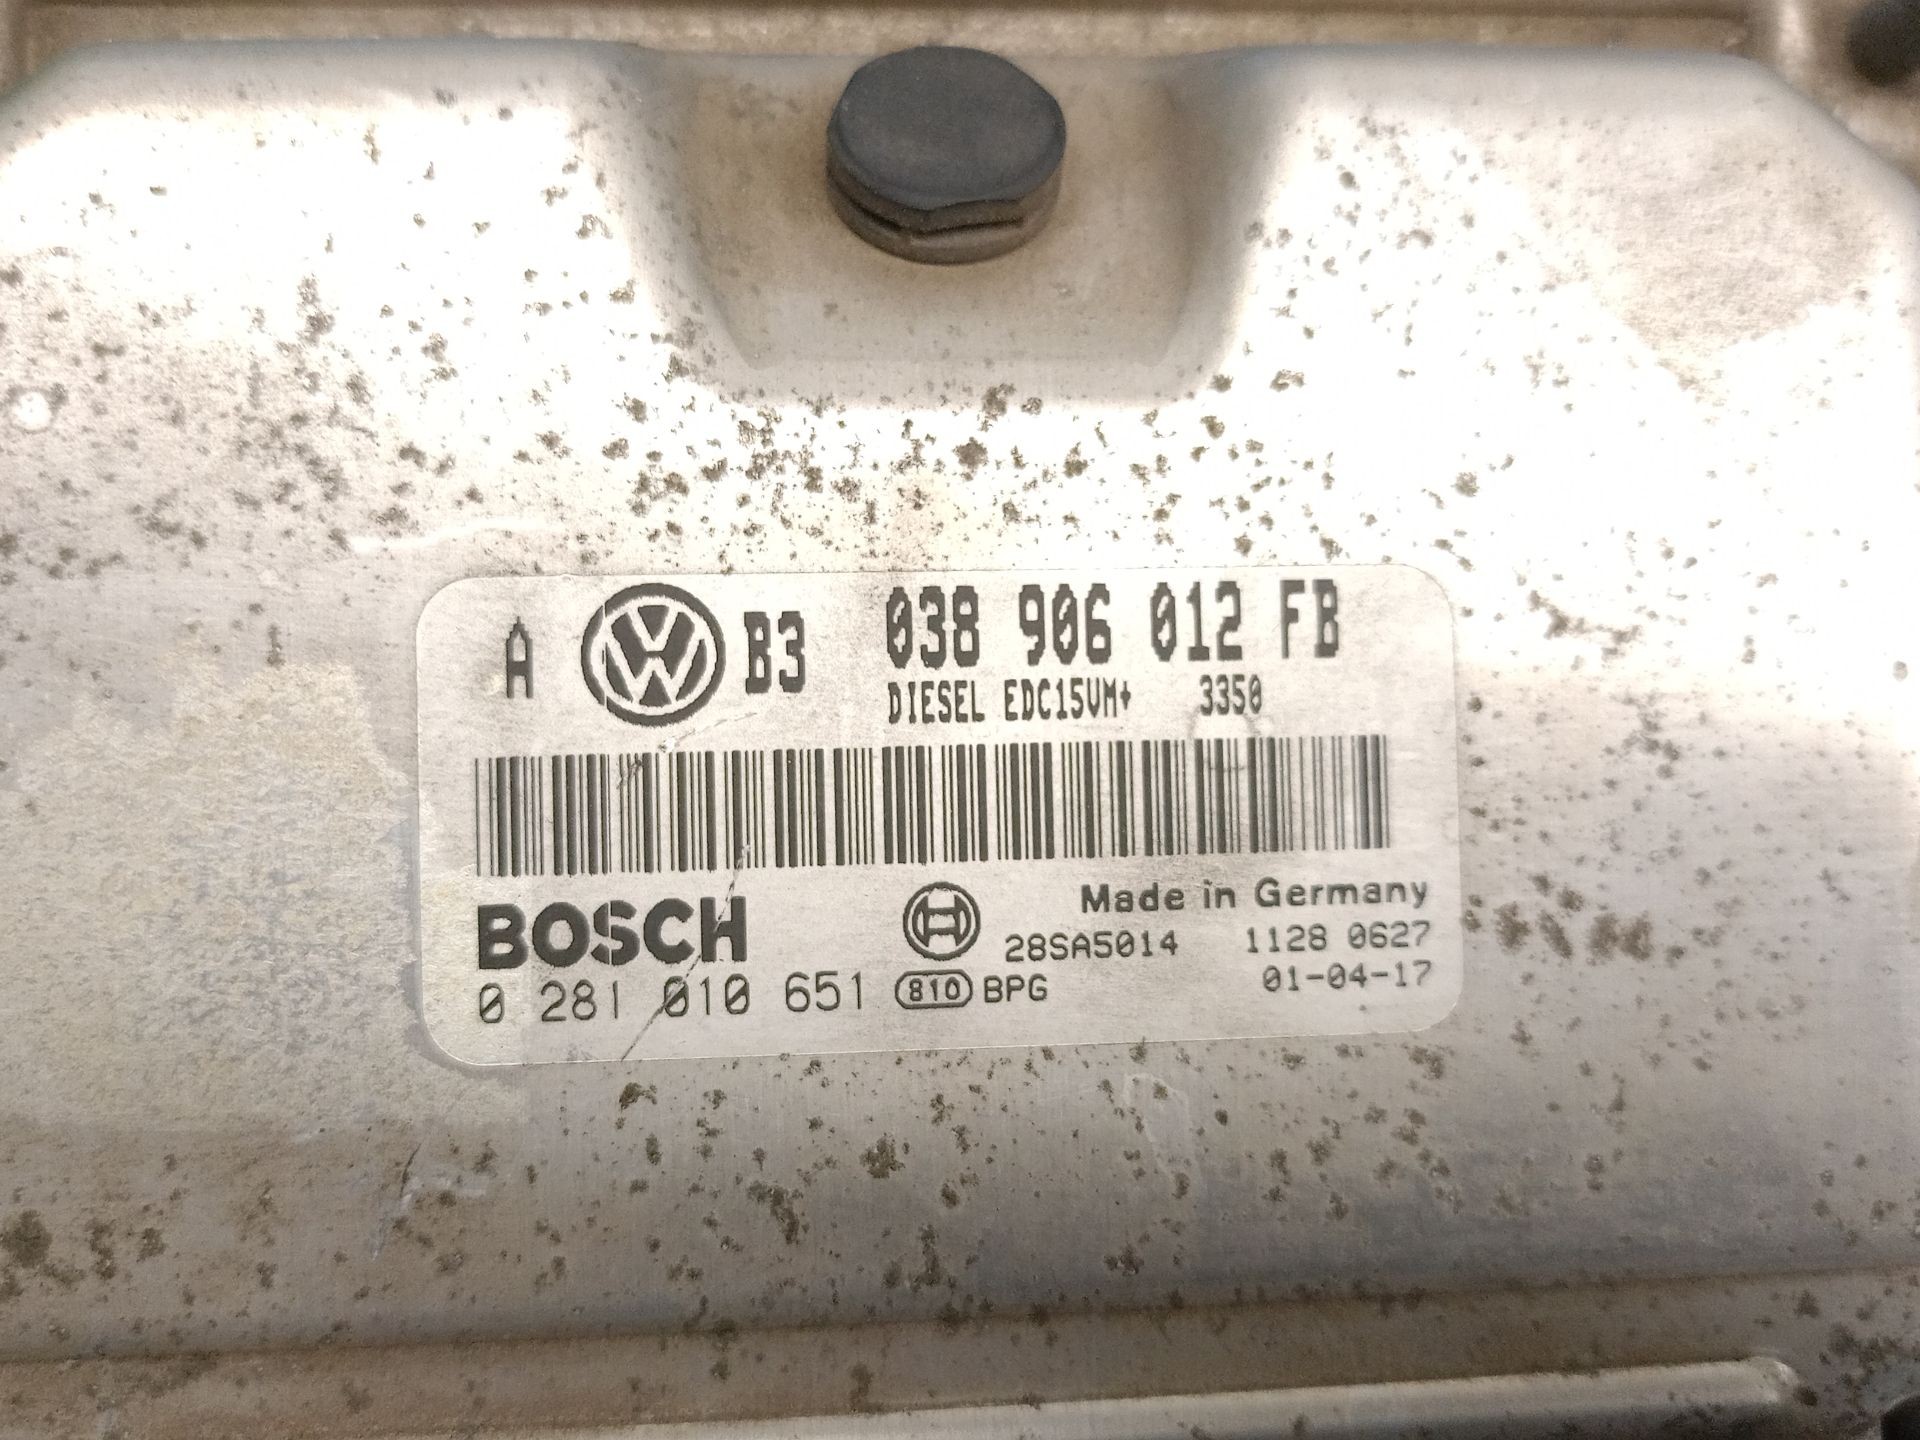 A VW B3 038 906 012 FB
DIESEL EDC15VM+ 3350
BOSCH
Made in Germany
28SA5014 1128 0627
0 281 010 651 810 BPG 01-04-17